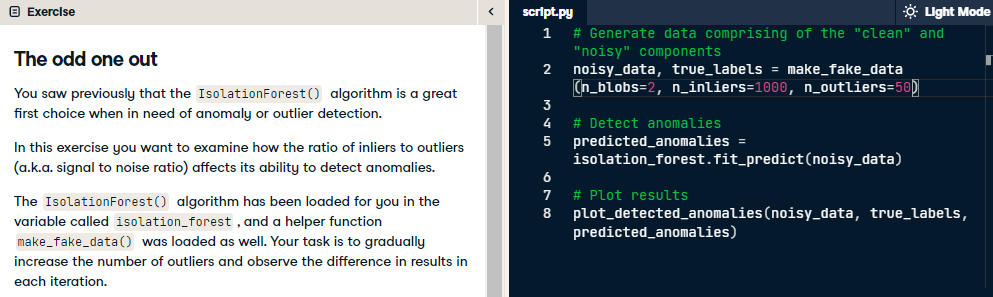 Exercise
The odd one out
You saw previously that the IsolationForest() algorithm is a great
first choice when in need of anomaly or outlier detection.
In this exercise you want to examine how the ratio of inliers to outliers
(a.k.a. signal to noise ratio) affects its ability to detect anomalies.
The IsolationForest() algorithm has been loaded for you in the
variable called isolation_forest, and a helper function
make_fake_data() was loaded as well. Your task is to gradually
increase the number of outliers and observe the difference in results in
each iteration.
script.py
Light Mode
1 # Generate data comprising of the "clean" and
"noisy" components
2 noisy_data, true_labels = make_fake_data
(n_blobs=2, n_inliers=1000, n_outliers=50)
3
4 # Detect anomalies
5 predicted_anomalies =
isolation_forest.fit_predict(noisy_data)
6
7 # Plot results
8 plot_detected_anomalies(noisy_data, true_labels,
predicted_anomalies)